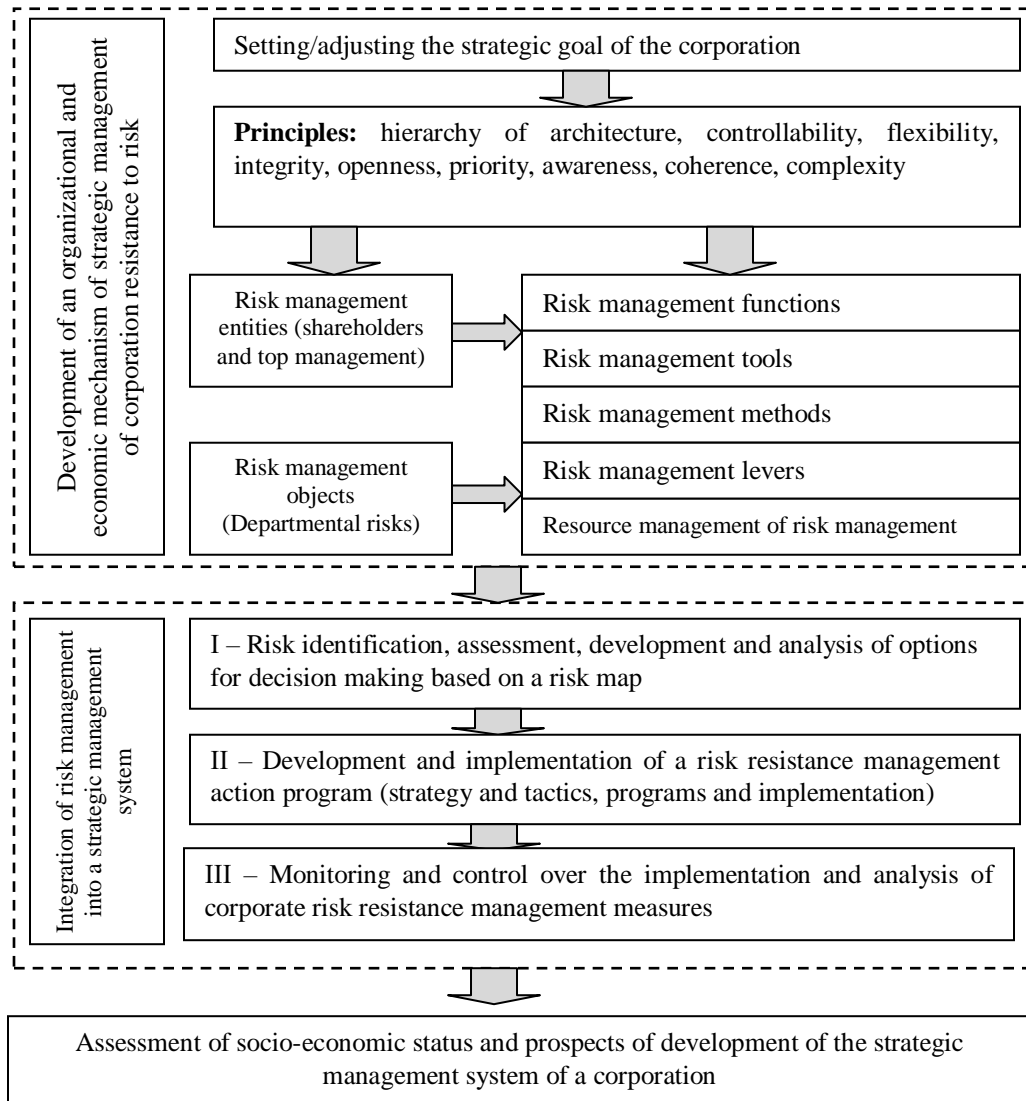 Development of an organizational and
economic mechanism of strategic management
of corporation resistance to risk
Setting/adjusting the strategic goal of the corporation
Principles: hierarchy of architecture, controllability, flexibility,
integrity, openness, priority, awareness, coherence, complexity
Risk management
entities (shareholders
and top management)
Risk management
objects
(Departmental risks)
Risk management functions
Risk management tools
Risk management methods
Risk management levers
Resource management of risk management
Integration of risk management
into a strategic management
system
I – Risk identification, assessment, development and analysis of options
for decision making based on a risk map
II – Development and implementation of a risk resistance management
action program (strategy and tactics, programs and implementation)
III – Monitoring and control over the implementation and analysis of
corporate risk resistance management measures
Assessment of socio-economic status and prospects of development of the strategic
management system of a corporation